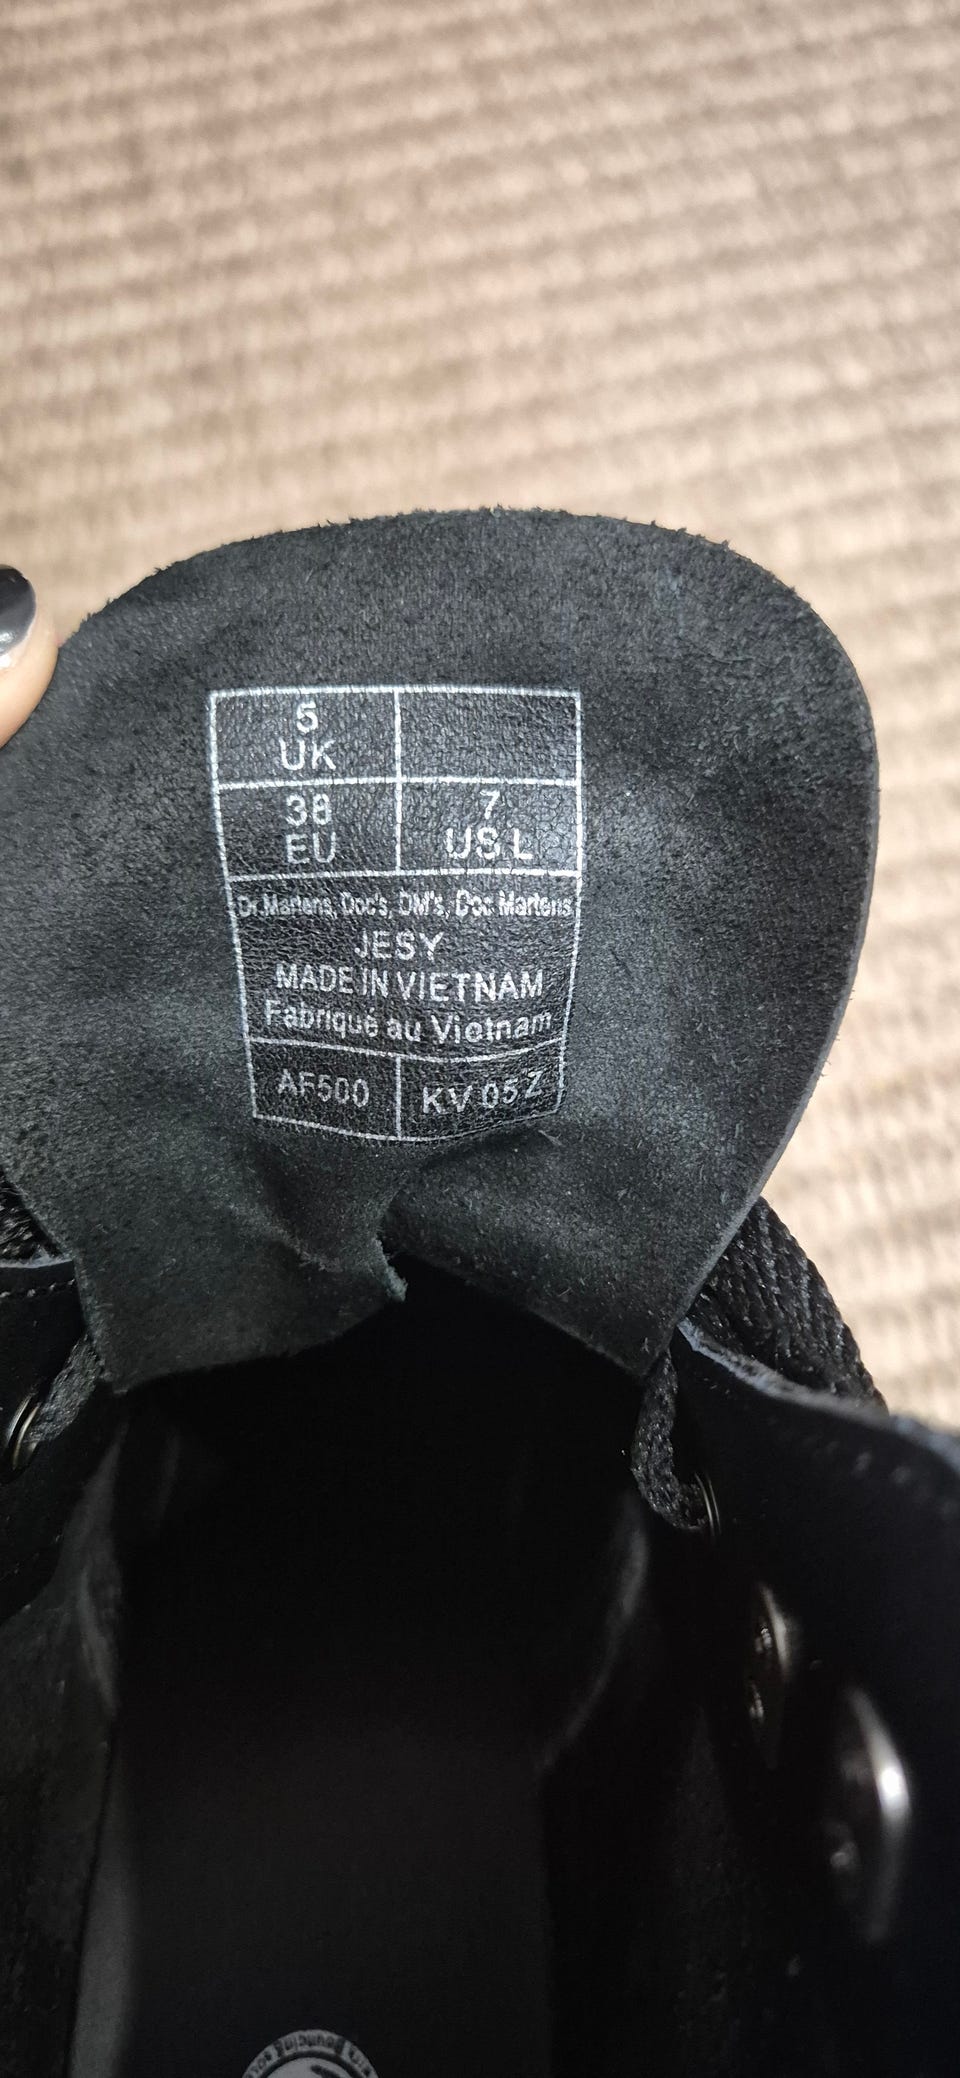 5
UK
38
EU
7
US L
Dr.Martens, Doc's, DM's, Doc Martens
JESY
MADE IN VIETNAM
Fabriqué au Vietnam
AF500
KV 05 Z